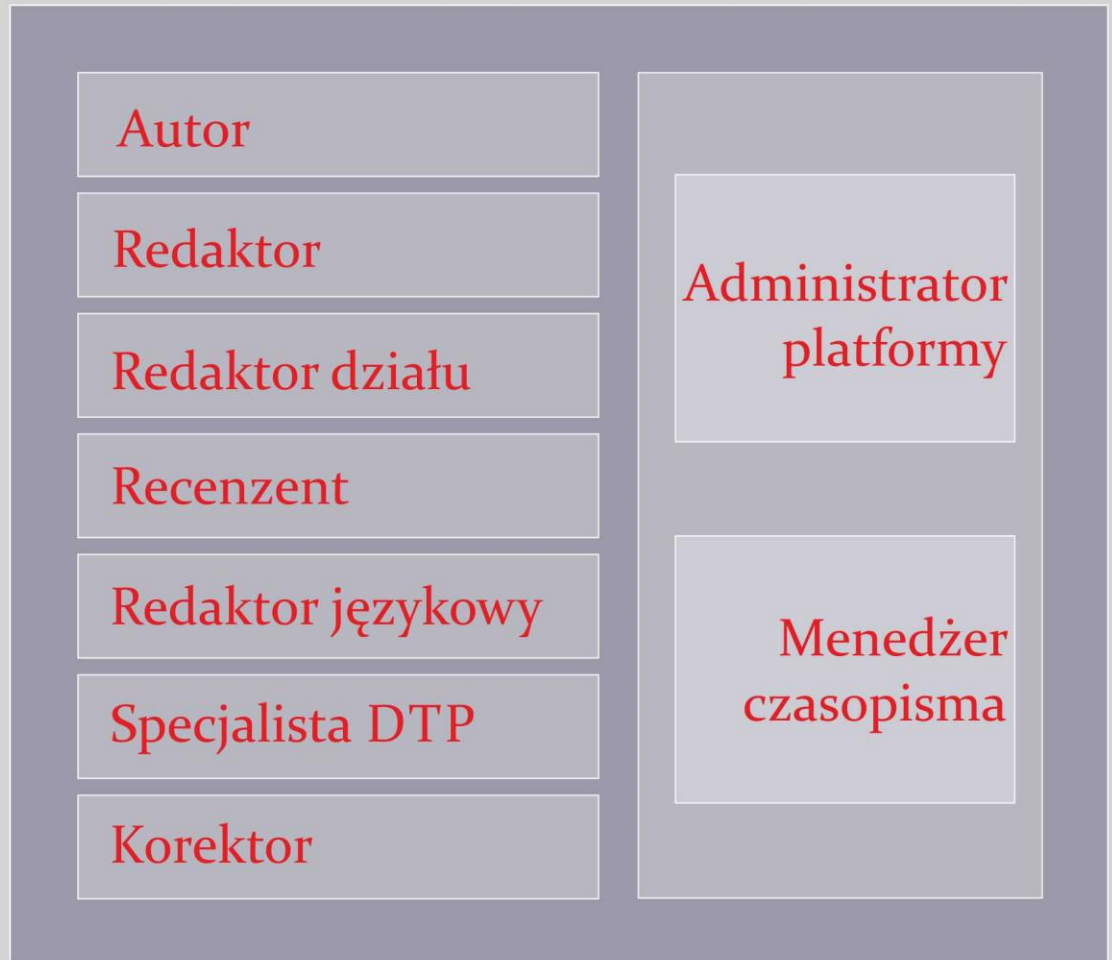 Autor
Redaktor
Redaktor działu
Recenzent
Redaktor językowy
Specjalista DTP
Korektor
Administrator
platformy
Menedżer
czasopisma